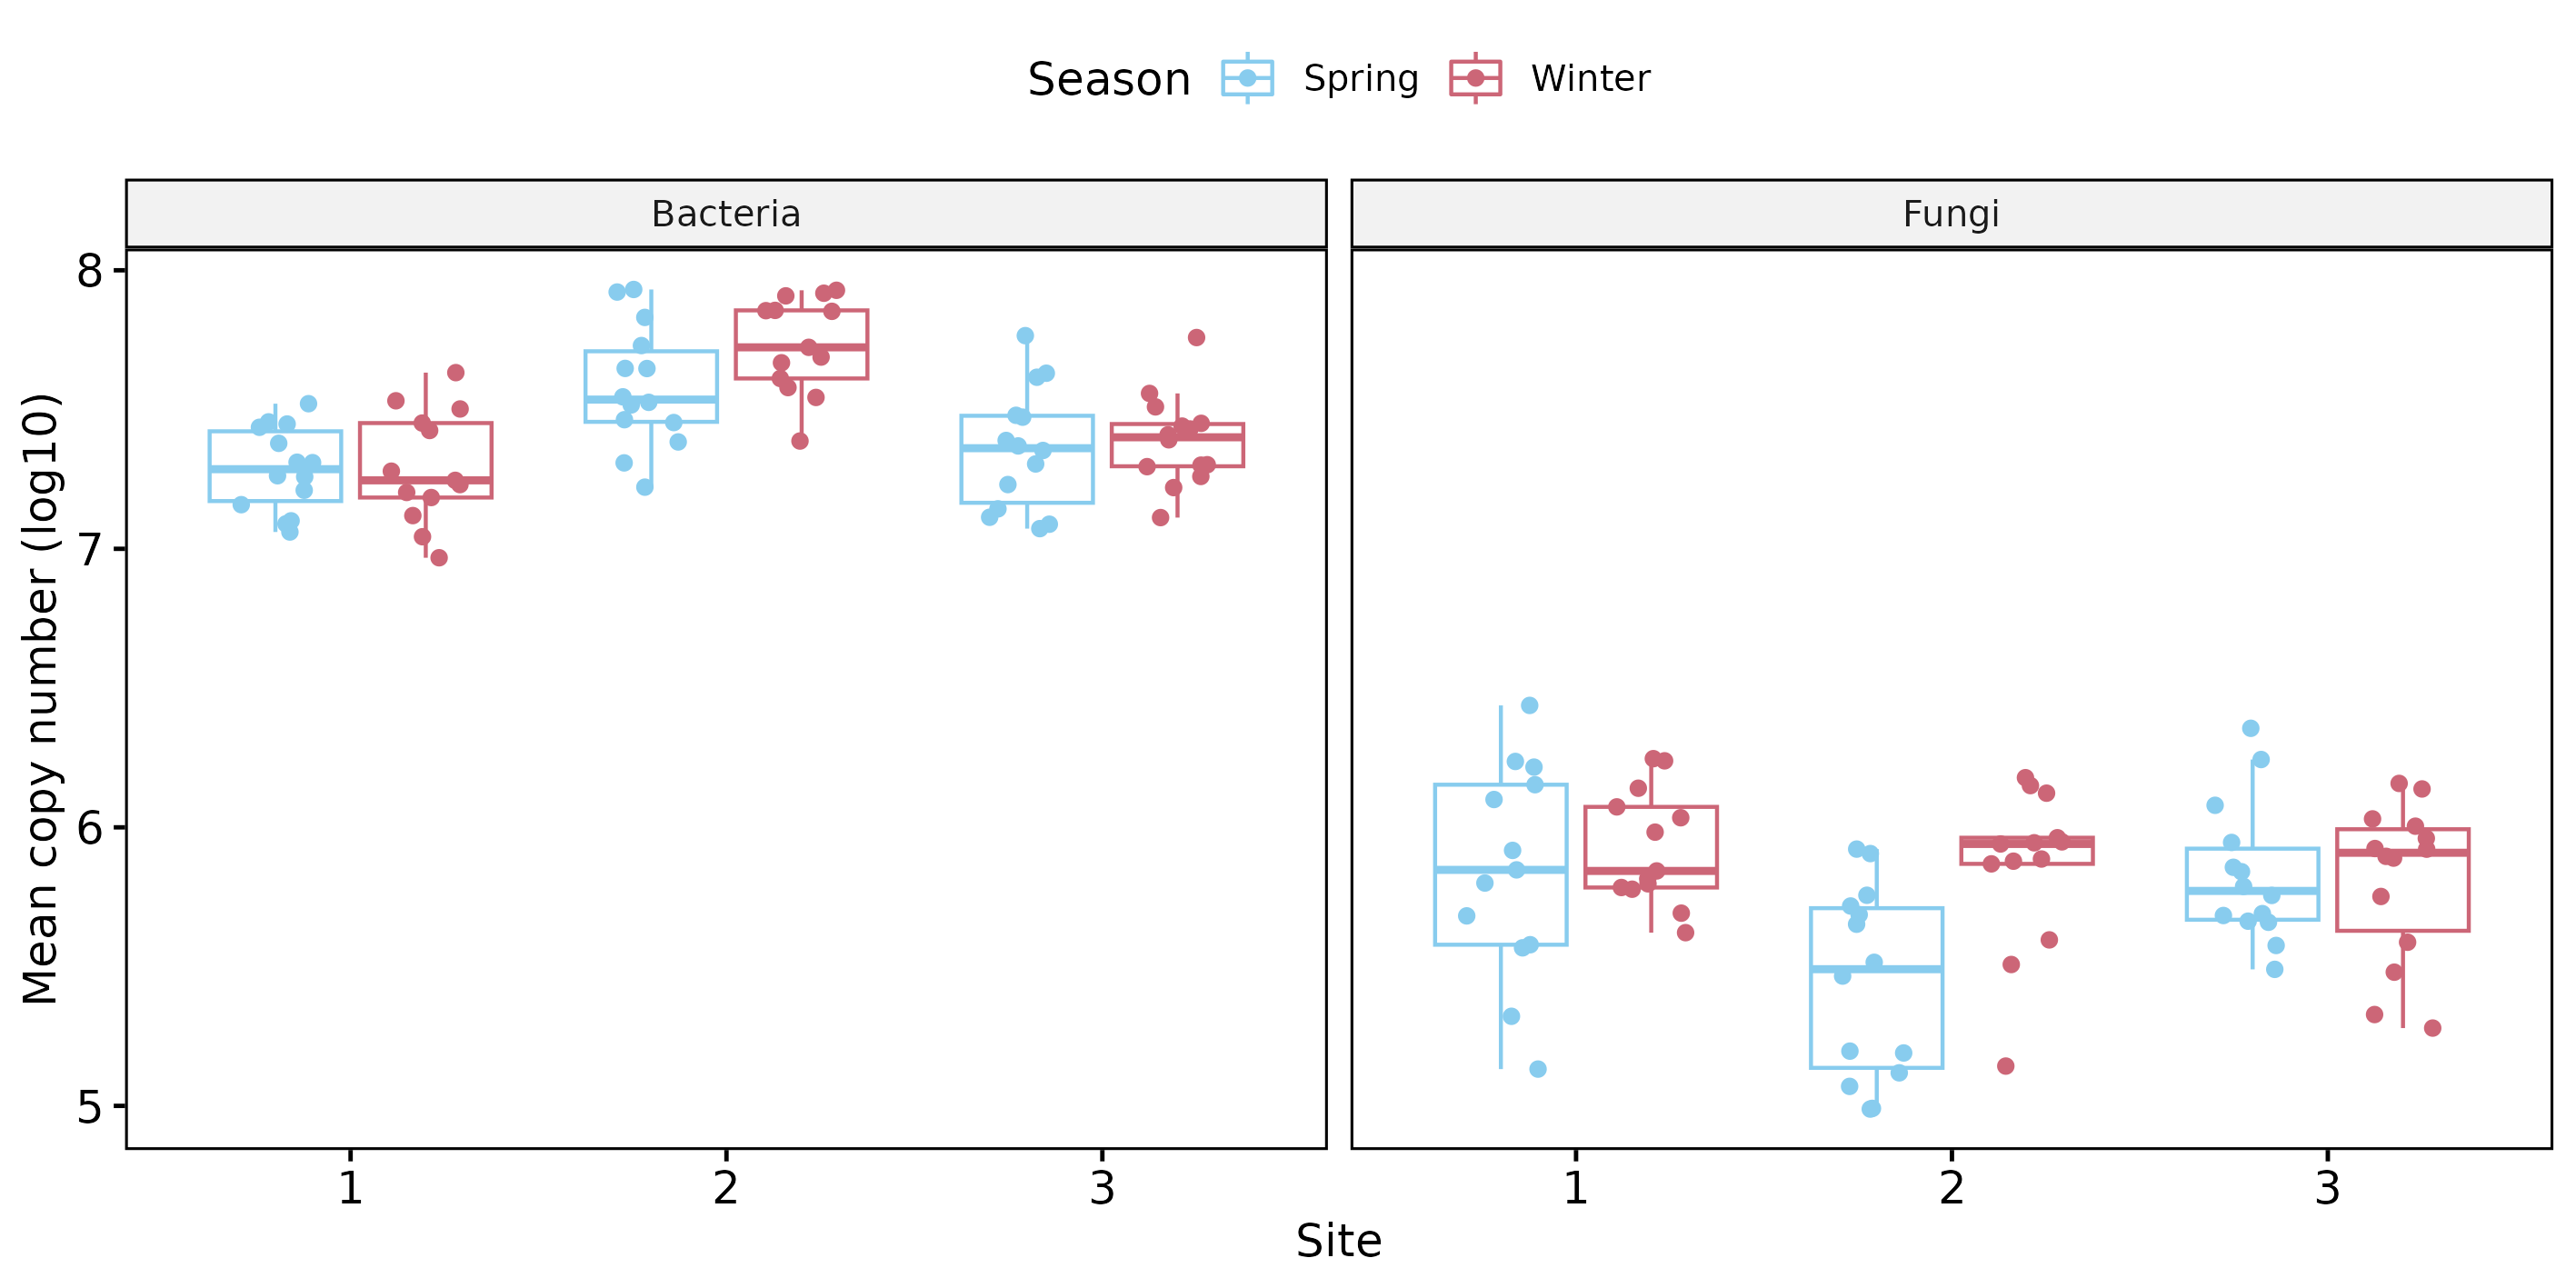 Season Spring Winter
Bacteria Fungi
Mean copy number (log10)
8
7
6
5
1 2 3 1 2 3
Site